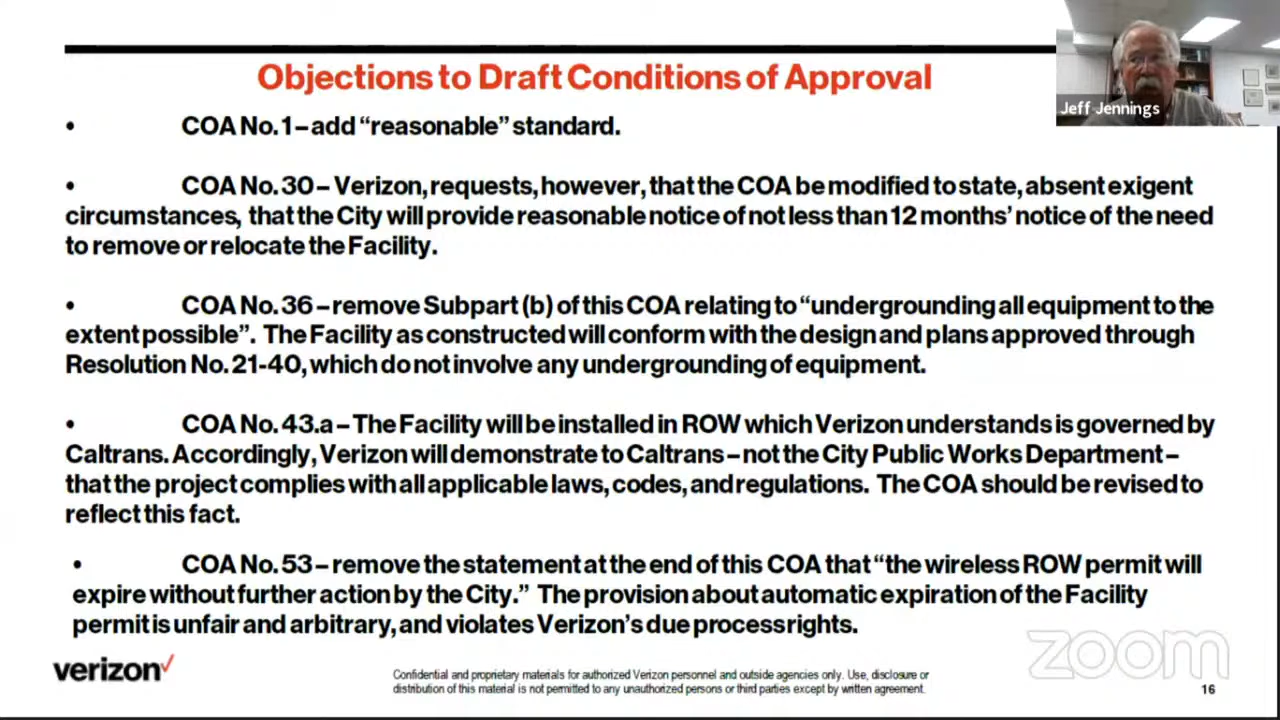 Objections to Draft Conditions of Approval
Jeff Jennings
• COA No. 1 – add “reasonable” standard.
• COA No. 30 – Verizon, requests, however, that the COA be modified to state, absent exigent
circumstances, that the City will provide reasonable notice of not less than 12 months’ notice of the need
to remove or relocate the Facility.
• COA No. 36 – remove Subpart (b) of this COA relating to “undergrounding all equipment to the
extent possible”. The Facility as constructed will conform with the design and plans approved through
Resolution No. 21-40, which do not involve any undergrounding of equipment.
• COA No. 43.a – The Facility will be installed in ROW which Verizon understands is governed by
Caltrans. Accordingly, Verizon will demonstrate to Caltrans – not the City Public Works Department –
that the project complies with all applicable laws, codes, and regulations. The COA should be revised to
reflect this fact.
• COA No. 53 – remove the statement at the end of this COA that “the wireless ROW permit will
expire without further action by the City.” The provision about automatic expiration of the Facility
permit is unfair and arbitrary, and violates Verizon’s due process rights.
zoom
verizon✓
Confidential and proprietary materials for authorized Verizon personnel and outside agencies only. Use, disclosure or
distribution of this material is not permitted to any unauthorized persons or third parties except by written agreement.
16